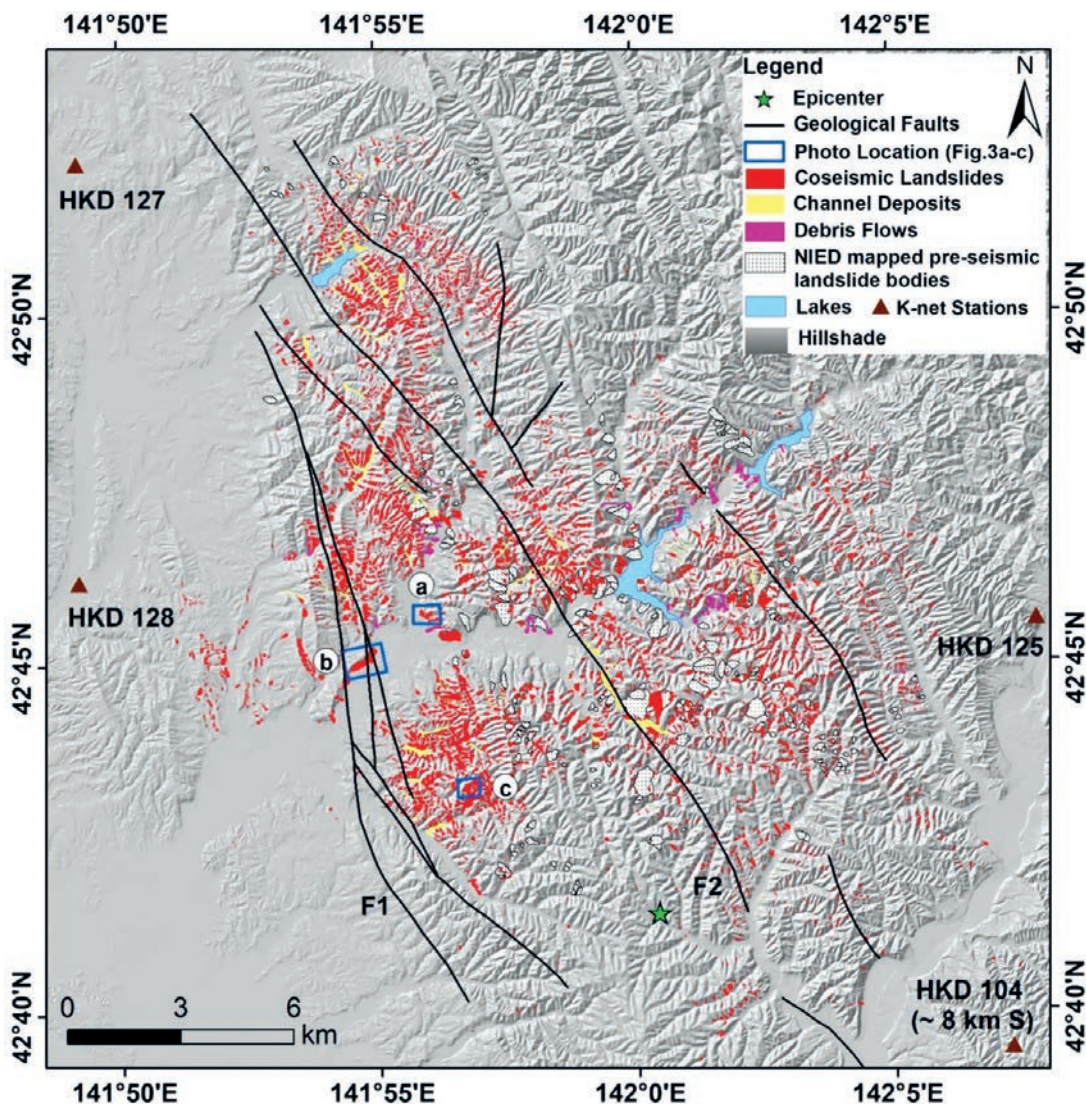 141°50'E 141°55'E 142°0'E 142°5'E
Legend
N
Epicenter
Geological Faults
Photo Location (Fig.3a-c)
Coseismic Landslides
Channel Deposits
Debris Flows
NIED mapped pre-seismic
landslide bodies
Lakes K-net Stations
Hillshade
HKD 127
42°50'N 42°50'N
a
HKD 128
HKD 125
b
42°45'N 42°45'N
c
F1
F2
HKD 104
(~ 8 km S)
42°40'N 42°40'N
0 3 6
km
141°50'E 141°55'E 142°0'E 142°5'E